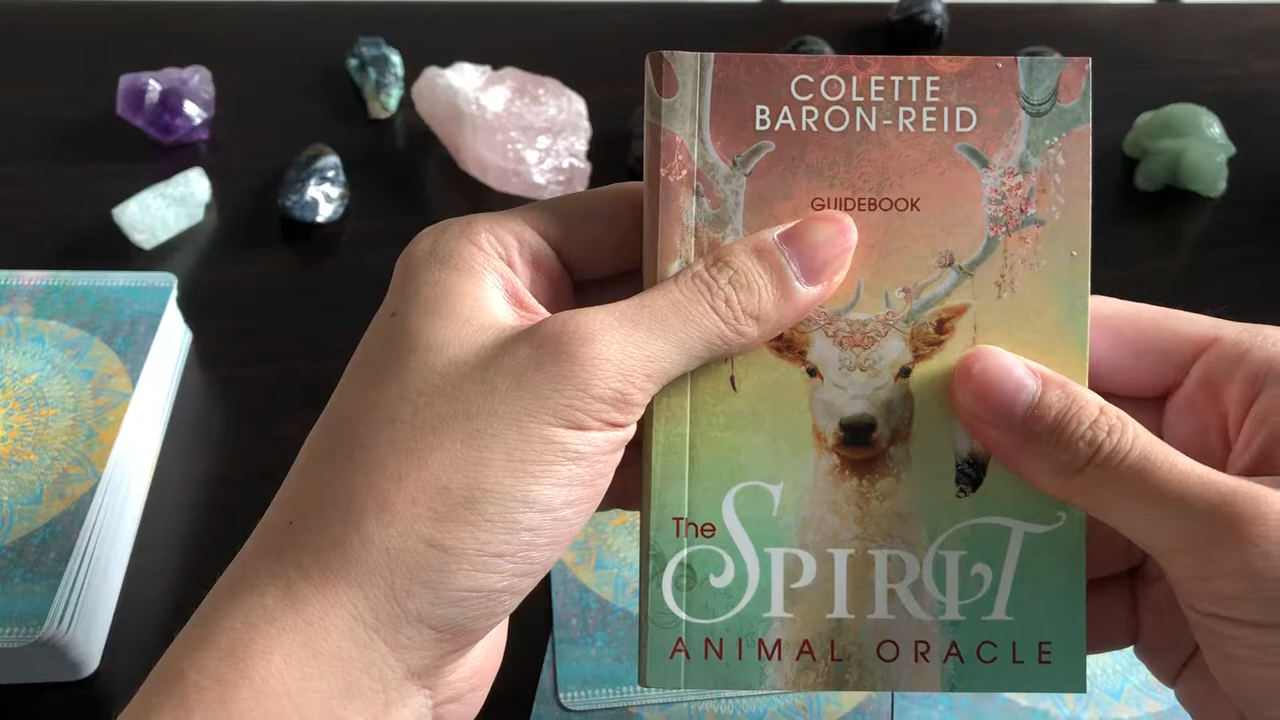 COLETTE
BARON-REID
GUIDEBOOK
The
SPIRIT
ANIMAL ORACLE